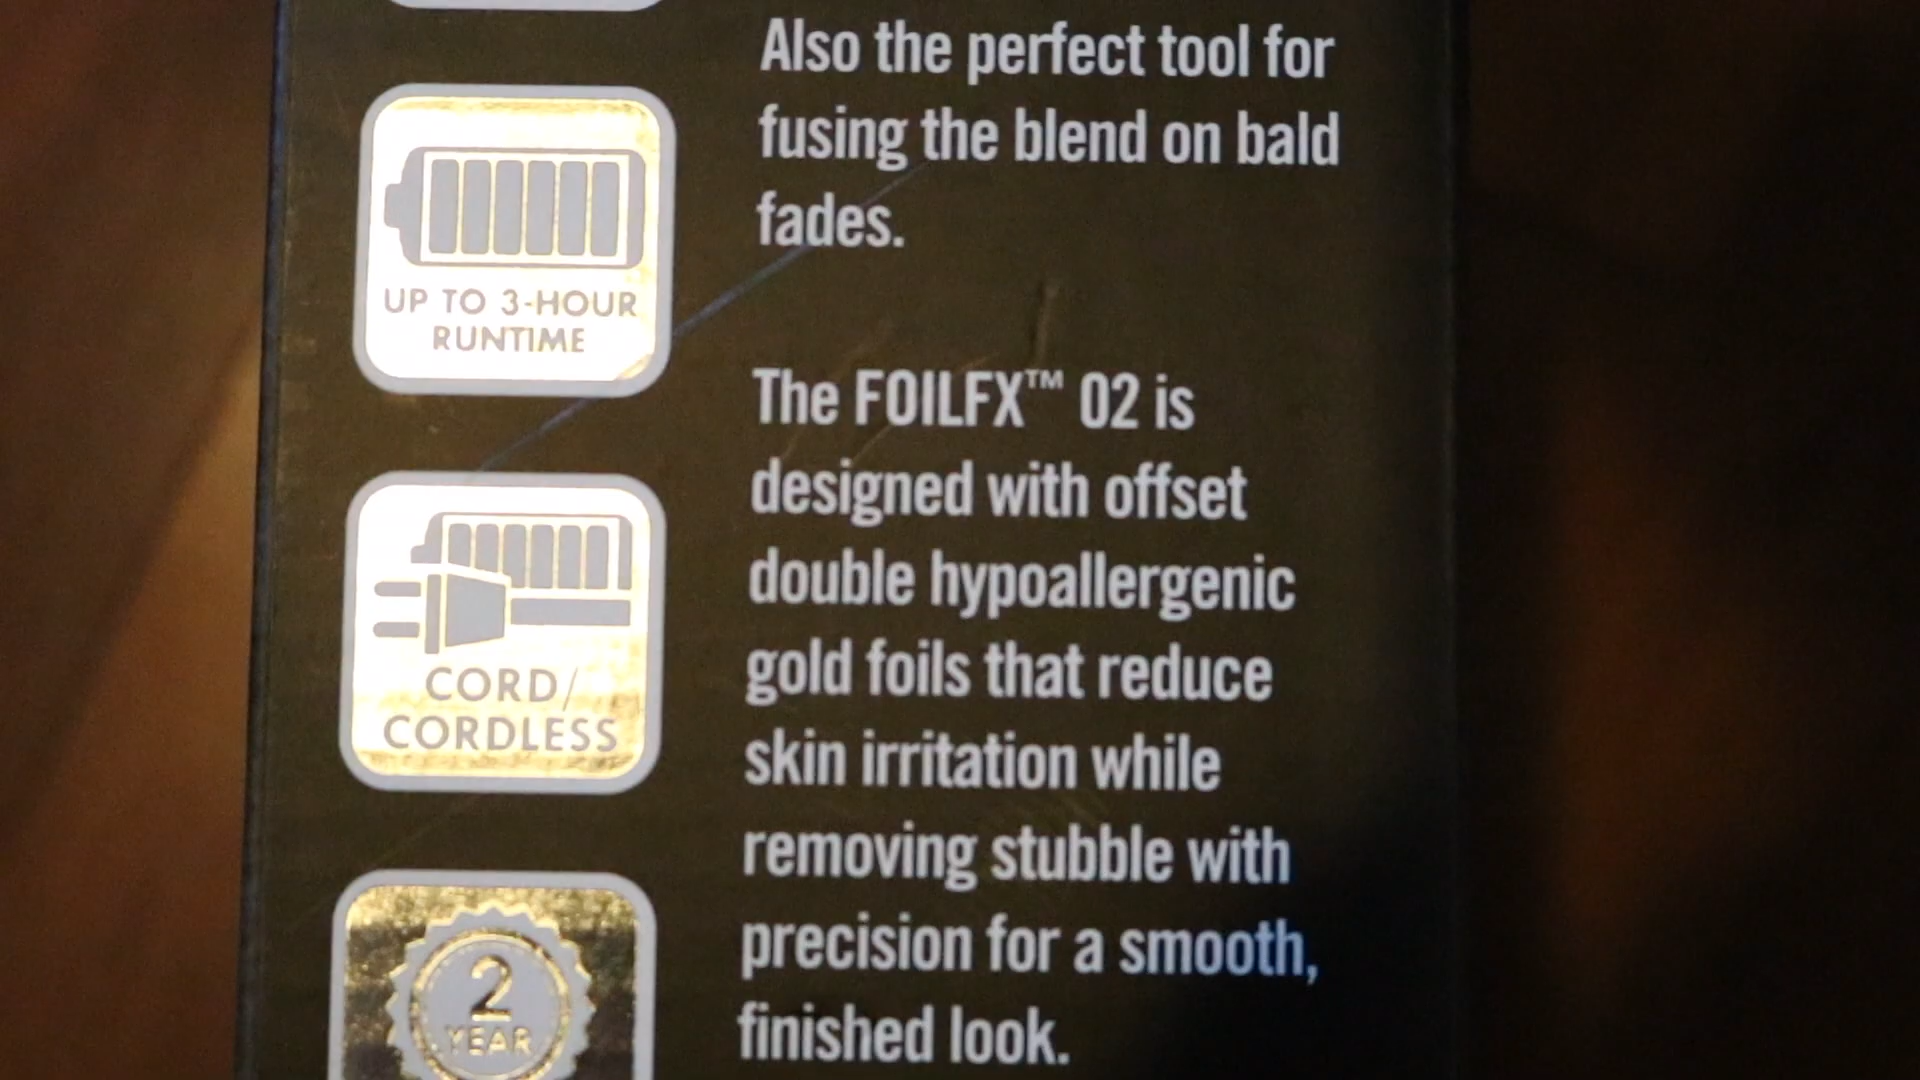 UP TO 3-HOUR
RUNTIME
CORD/
CORDLESS
2
YEAR
Also the perfect tool for
fusing the blend on bald
fades.
The FOILFX™ 02 is
designed with offset
double hypoallergenic
gold foils that reduce
skin irritation while
removing stubble with
precision for a smooth,
finished look.